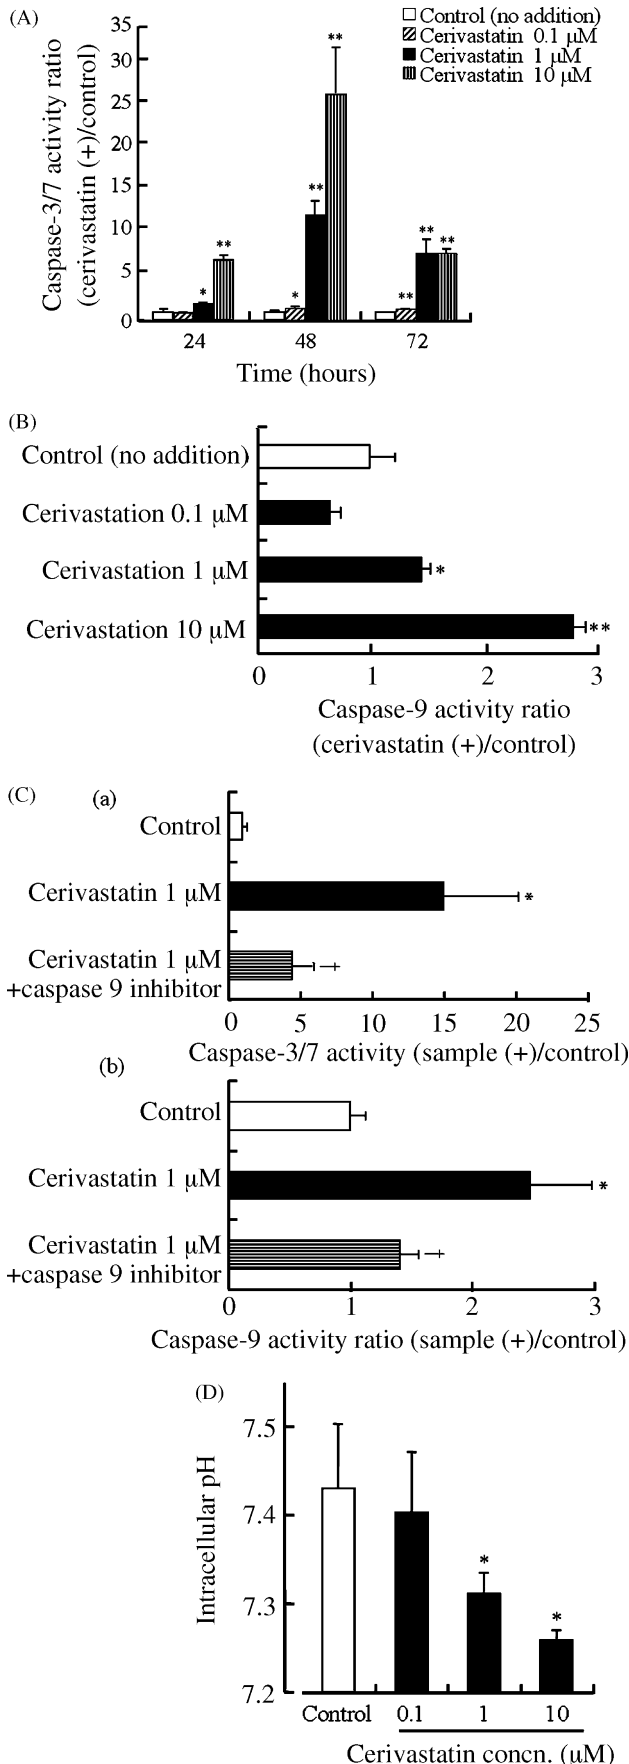 (A)
Control (no addition)
Cerivastatin 0.1 μM
Cerivastatin 1 μM
Cerivastatin 10 μM
Caspase-3/7 activity ratio
(cerivastatin (+)/control)
35
30
25
20
15
10
5
0
**
*
**
**
*
**
**
**
24
48
72
Time (hours)
(B)
Control (no addition)
Cerivastation 0.1 μM
Cerivastation 1 μM
*
Cerivastation 10 μM
**
0
1
2
3
Caspase-9 activity ratio
(cerivastatin (+)/control)
(C)
(a)
Control
Cerivastatin 1 μM
*
Cerivastatin 1 μM
+caspase 9 inhibitor
†
0
5
10
15
20
25
Caspase-3/7 activity (sample (+)/control)
(b)
Control
Cerivastatin 1 μM
*
Cerivastatin 1 μM
+caspase 9 inhibitor
†
0
1
2
3
Caspase-9 activity ratio (sample (+)/control)
(D)
Intracellular pH
7.5
7.4
7.3
7.2
*
*
Control
0.1
1
10
Cerivastatin concn. (μM)